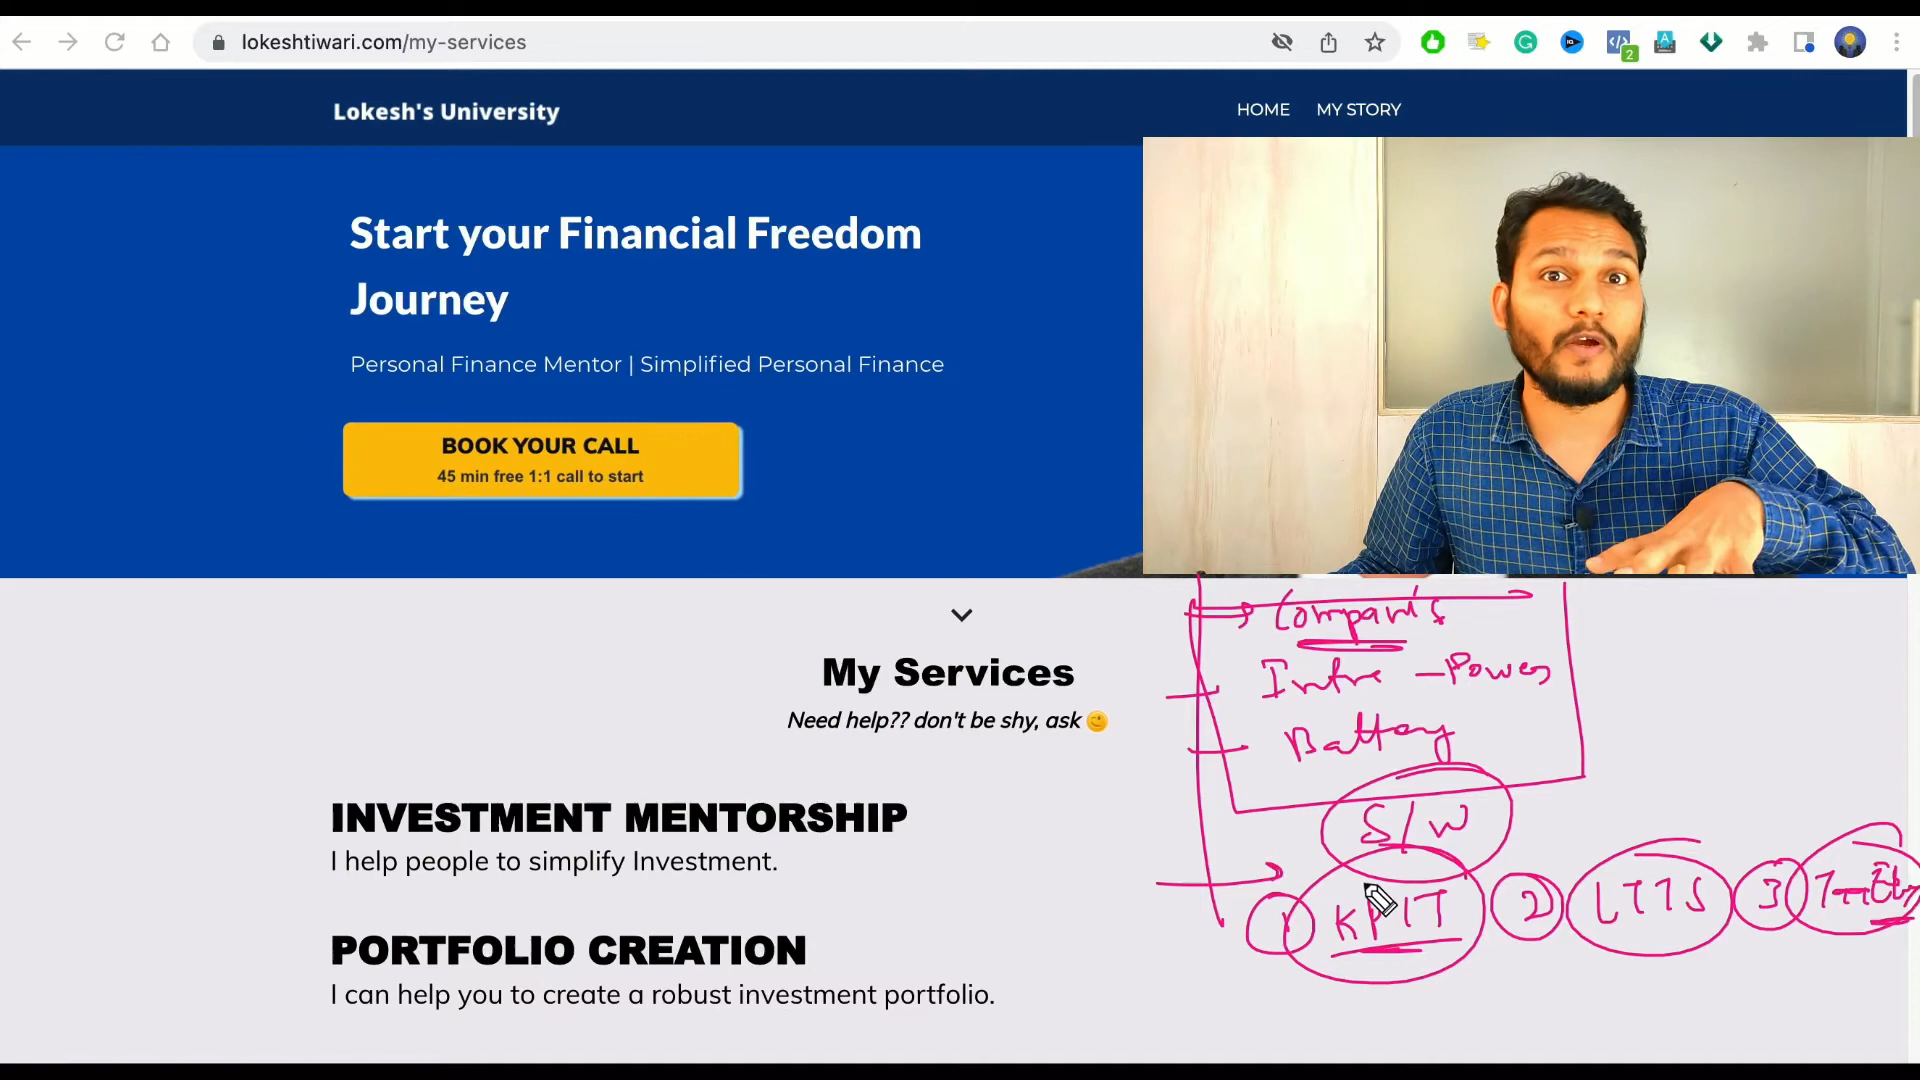 lokeshtiwari.com/my-services
2
Lokesh's University
HOME MY STORY
Start your Financial Freedom
Journey
Personal Finance Mentor | Simplified Personal Finance
BOOK YOUR CALL
45 min free 1:1 call to start
My Services
Need help?? don't be shy, ask 😉
INVESTMENT MENTORSHIP
I help people to simplify Investment.
PORTFOLIO CREATION
I can help you to create a robust investment portfolio.
Battery
S/W
1 KPIT 2 LTTS 3